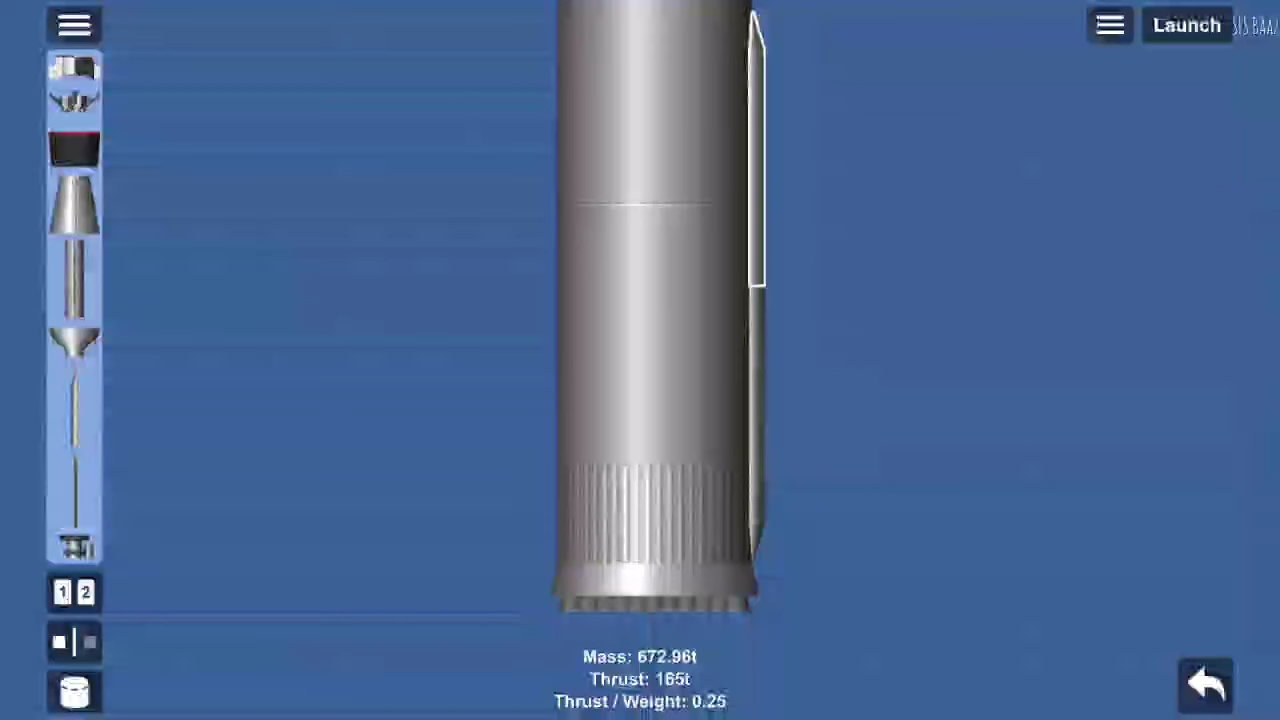 Launch
1 2
Mass: 672.96t
Thrust: 165t
Thrust / Weight: 0.25